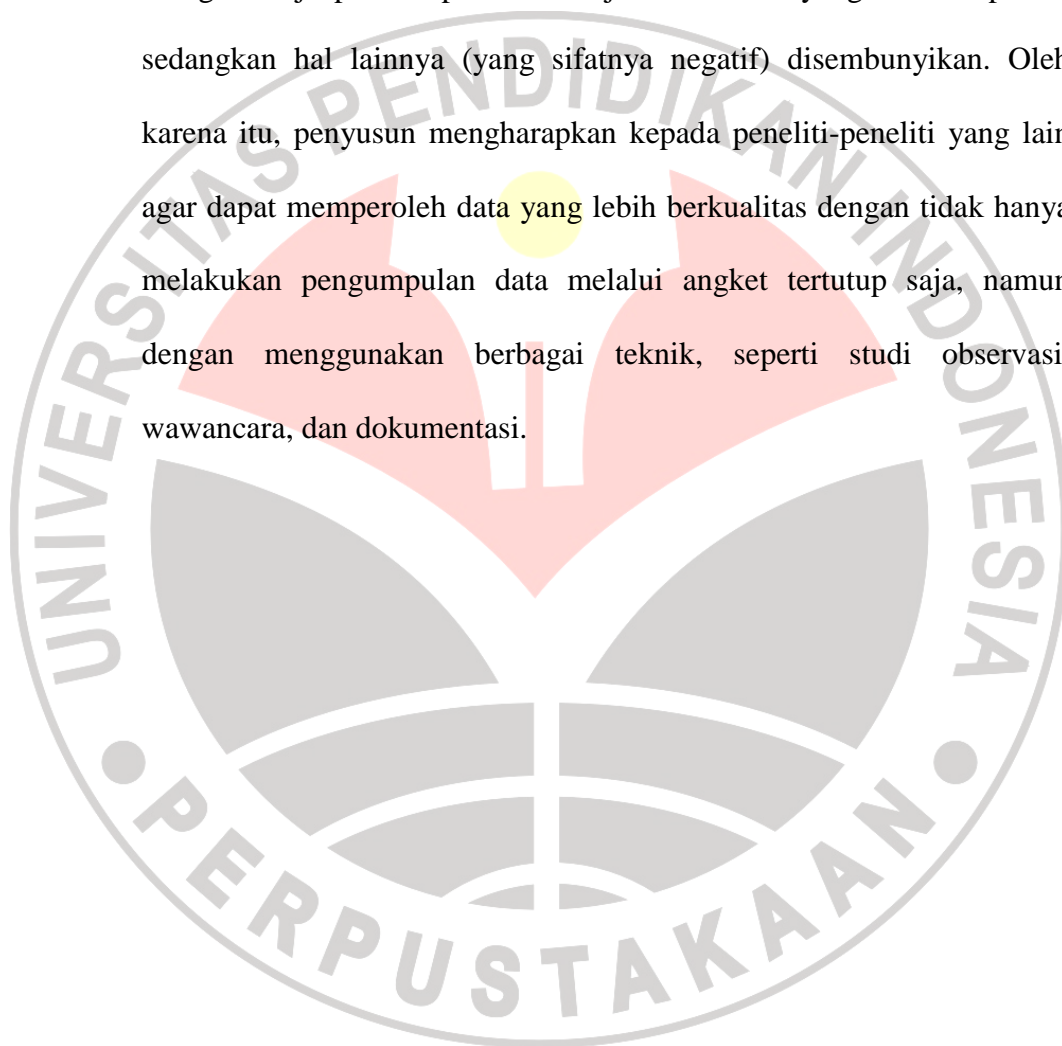 sedangkan hal lainnya (yang sifatnya negatif) disembunyikan. Oleh
karena itu, penyusun mengharapkan kepada peneliti-peneliti yang lain
agar dapat memperoleh data yang lebih berkualitas dengan tidak hanya
melakukan pengumpulan data melalui angket tertutup saja, namun
dengan menggunakan berbagai teknik, seperti studi observasi
wawancara, dan dokumentasi.
UNIVERSITAS PENDIDIKAN INDONESIA
PERPUSTAKAAN